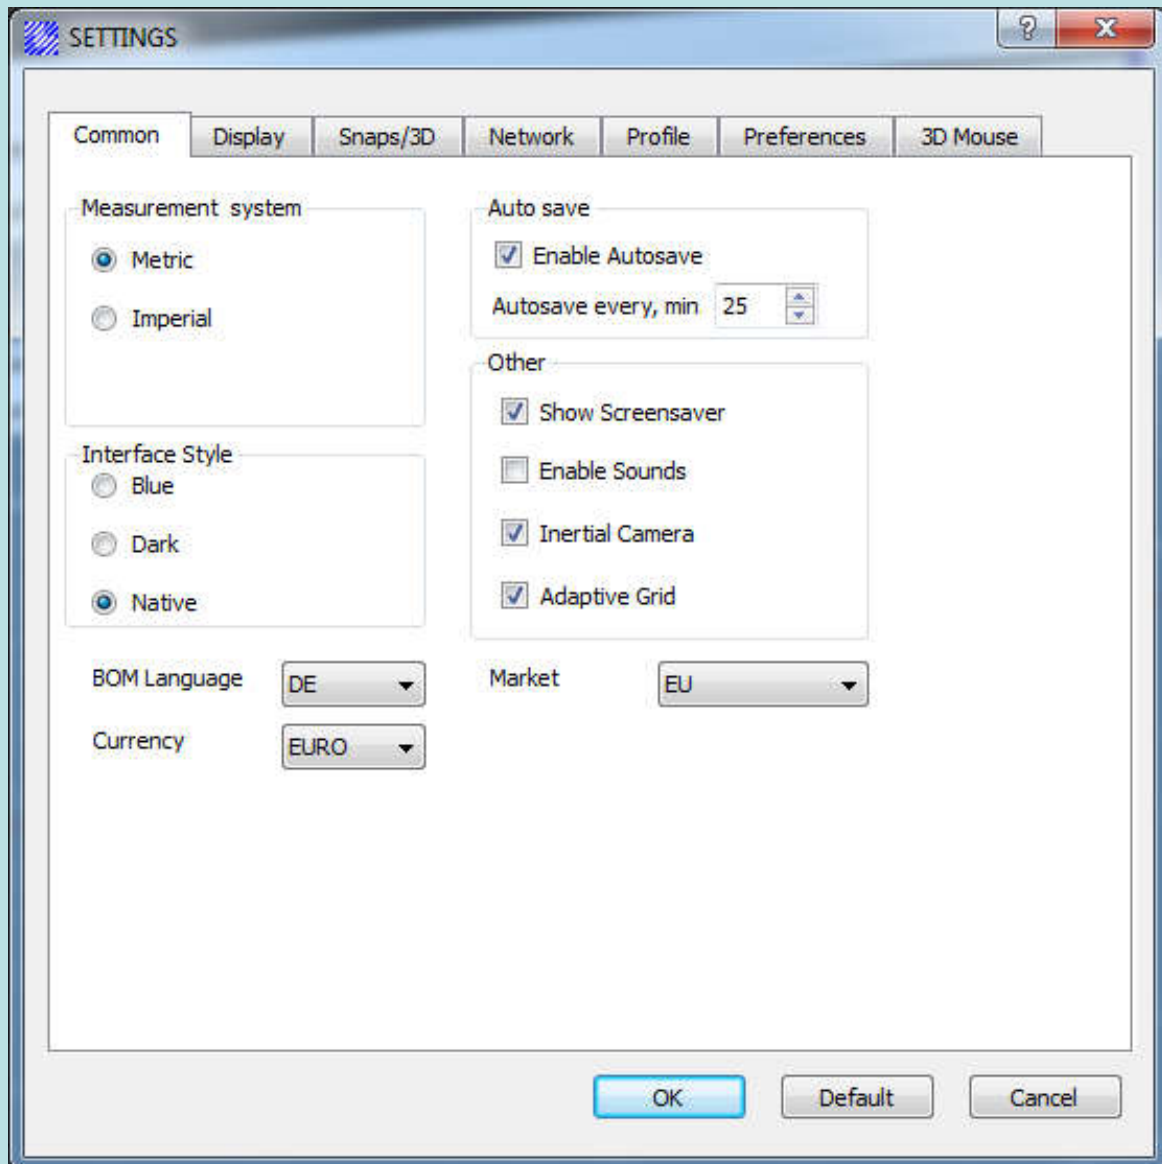 SETTINGS
Common Display Snaps/3D Network Profile Preferences 3D Mouse
Measurement system
Metric
Imperial
Interface Style
Blue
Dark
Native
BOM Language DE
Currency EURO
Auto save
Enable Autosave
Autosave every, min 25
Other
Show Screensaver
Enable Sounds
Inertial Camera
Adaptive Grid
Market EU
OK Default Cancel